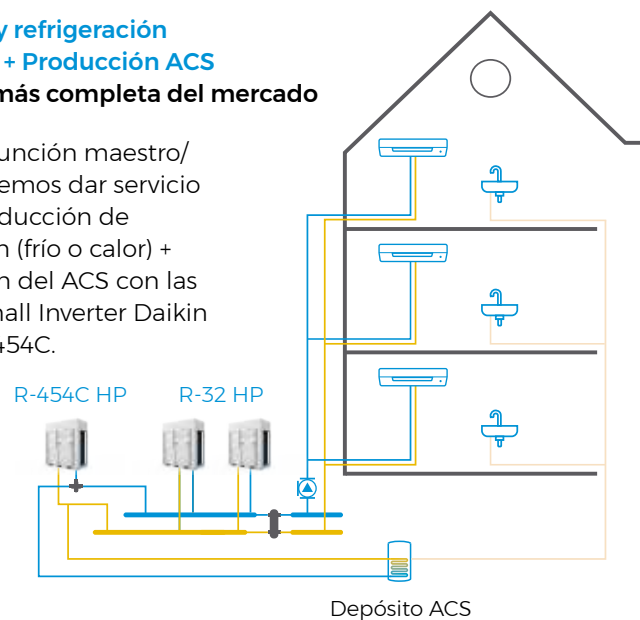 y refrigeración
+ Producción ACS
más completa del mercado
unción maestro/
emos dar servicio
ducción de
n (frío o calor) +
n del ACS con las
nall Inverter Daikin
454C.
R-454C HP
R-32 HP
Depósito ACS